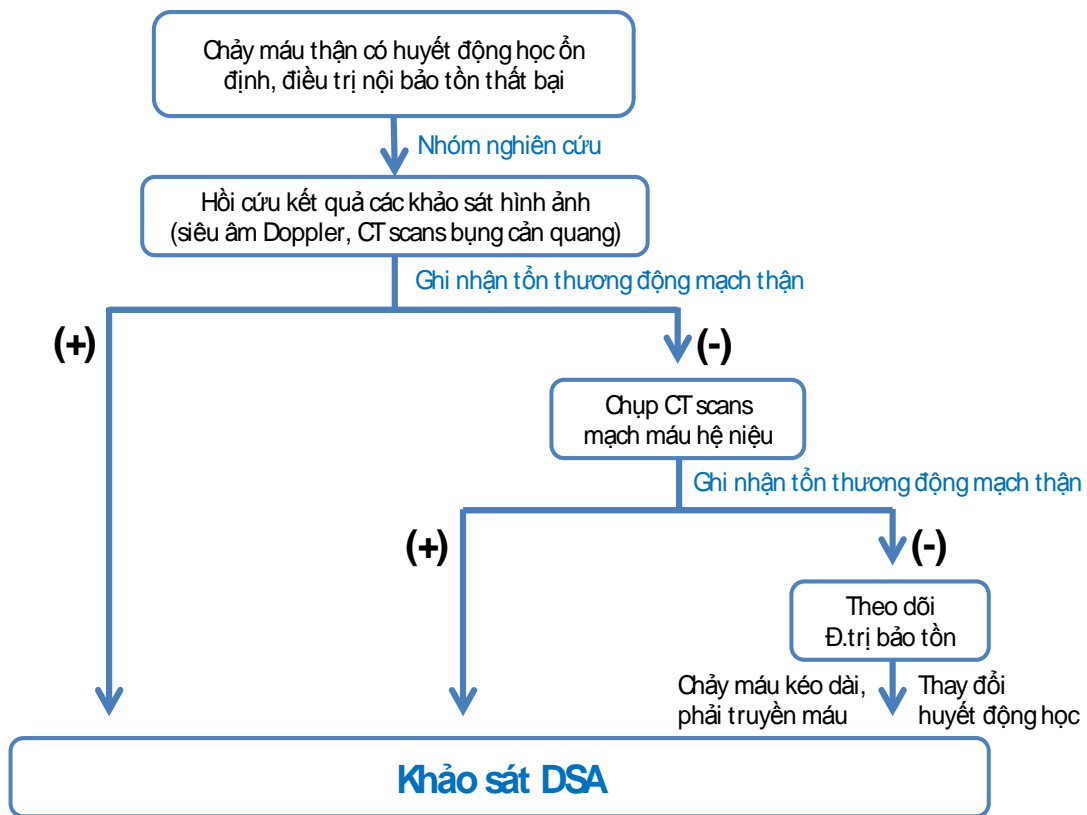 Chảy máu thận có huyết động học ổn
định, điều trị nội bảo tồn thất bại
Nhóm nghiên cứu
Hồi cứu kết quả các khảo sát hình ảnh
(siêu âm Doppler, CT scans bụng cản quang)
Ghi nhận tổn thương động mạch thận
(+)
(-)
Chụp CT scans
mạch máu hệ niệu
Ghi nhận tổn thương động mạch thận
(+)
(-)
Theo dõi
Đ.trị bảo tồn
Chảy máu kéo dài,
phải truyền máu
Thay đổi
huyết động học
Khảo sát DSA